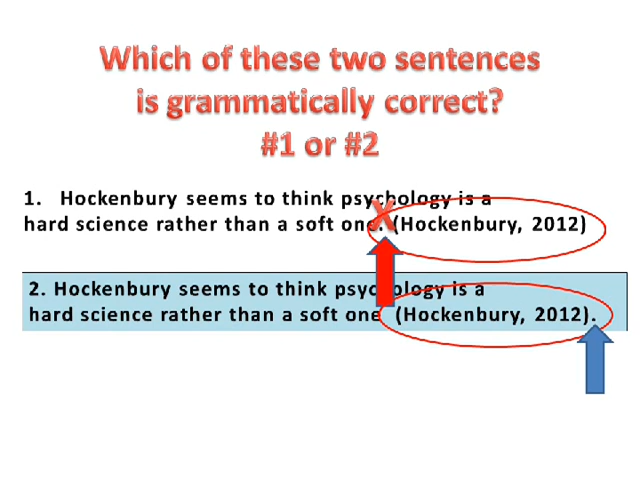 Which of these two sentences
is grammatically correct?
#1 or #2
1. Hockenbury seems to think psychology is a
hard science rather than a soft one. (Hockenbury, 2012)
X
2. Hockenbury seems to think psychology is a
hard science rather than a soft one (Hockenbury, 2012).